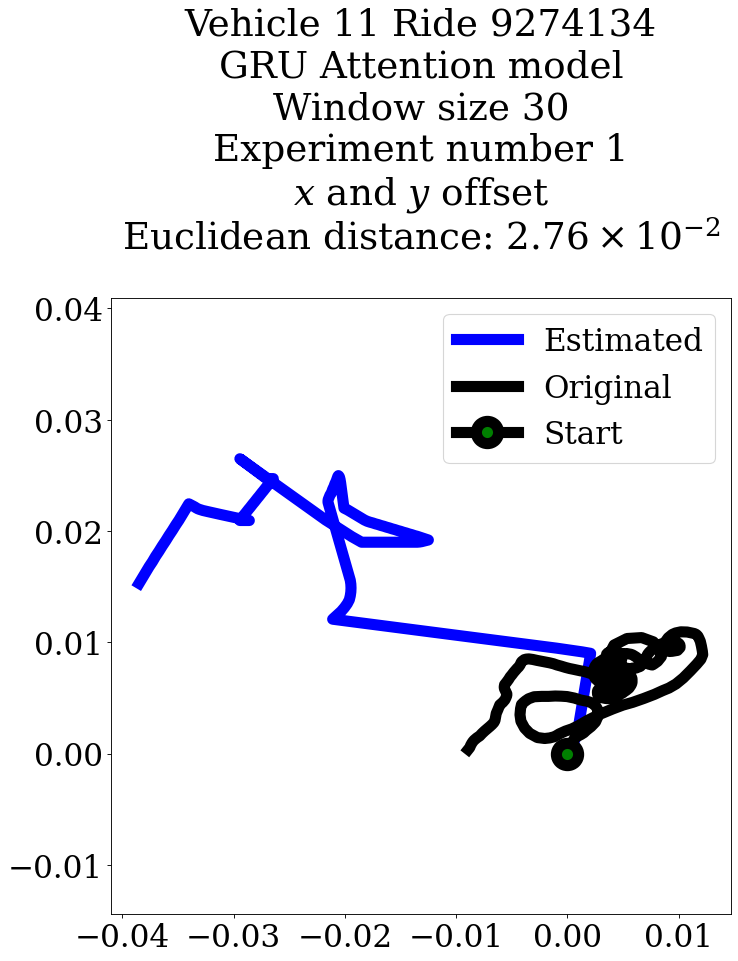 Vehicle 11 Ride 9274134
GRU Attention model
Window size 30
Experiment number 1
x and y offset
Euclidean distance: 2.76 × 10⁻²
Estimated
Original
Start
0.04
0.03
0.02
0.01
0.00
−0.01
−0.04 −0.03 −0.02 −0.01 0.00 0.01